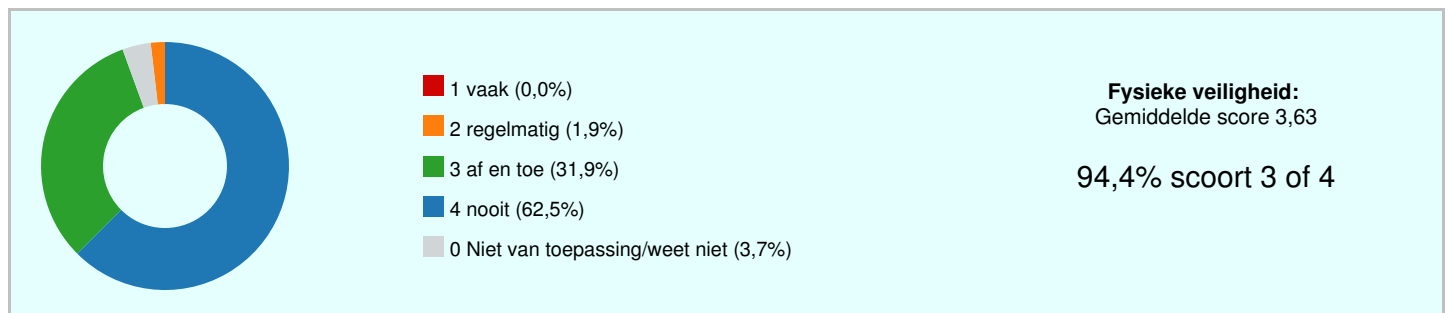 1 vaak (0,0%)
2 regelmatig (1,9%)
3 af en toe (31,9%)
4 nooit (62,5%)
0 Niet van toepassing/weet niet (3,7%)
Fysieke veiligheid:
Gemiddelde score 3,63
94,4% scoort 3 of 4